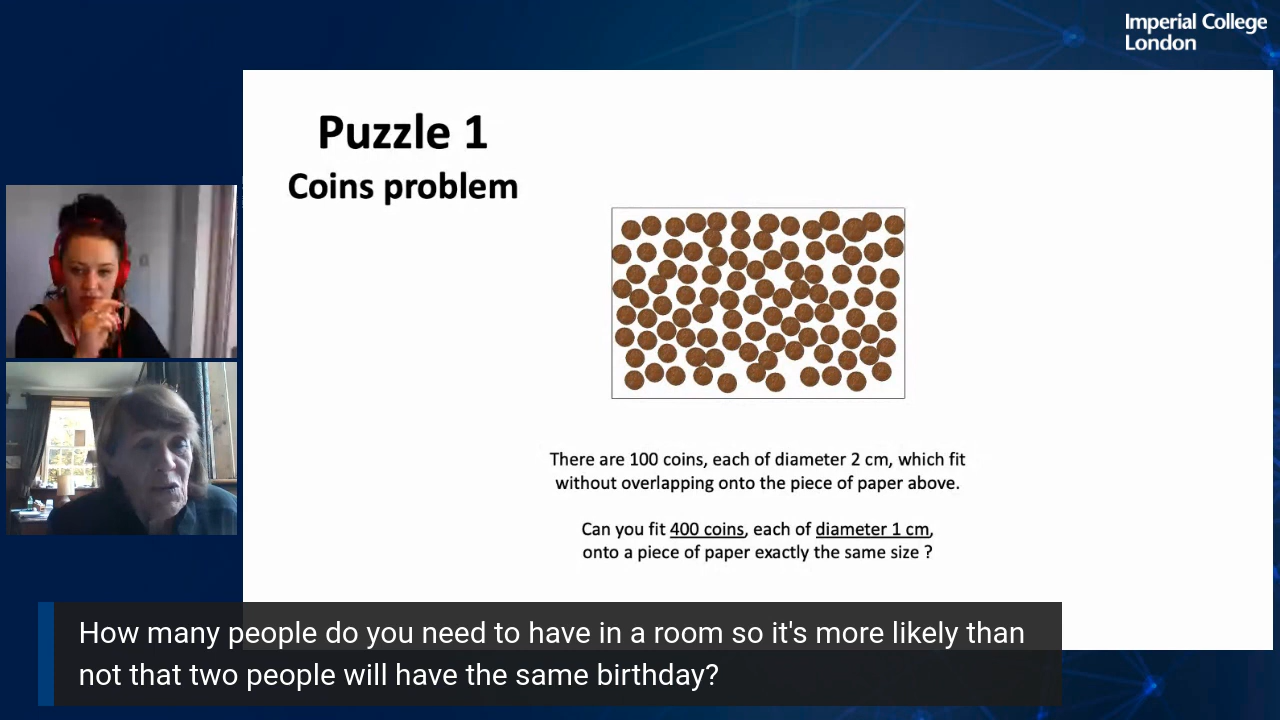 Imperial College
London
Puzzle 1
Coins problem
There are 100 coins, each of diameter 2 cm, which fit
without overlapping onto the piece of paper above.
Can you fit 400 coins, each of diameter 1 cm,
onto a piece of paper exactly the same size ?
How many people do you need to have in a room so it's more likely than
not that two people will have the same birthday?